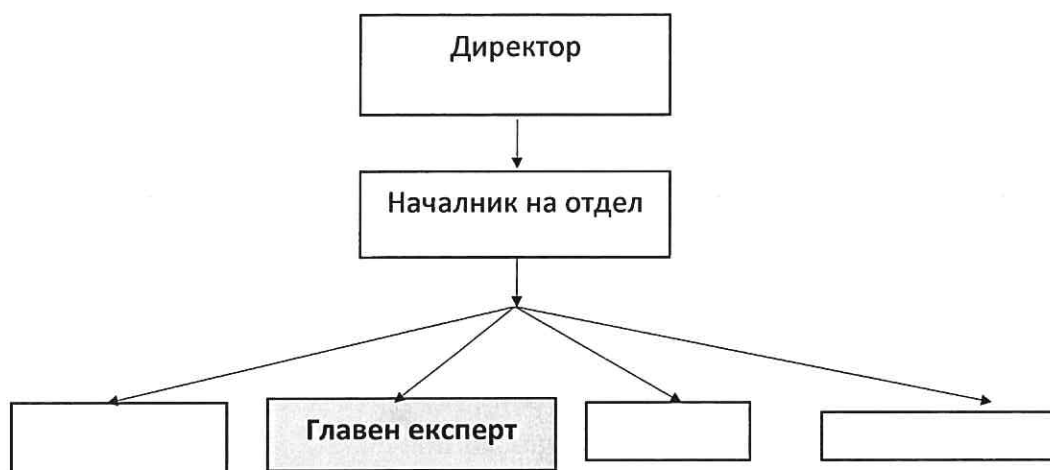 Директор
Началник на отдел
Главен експерт